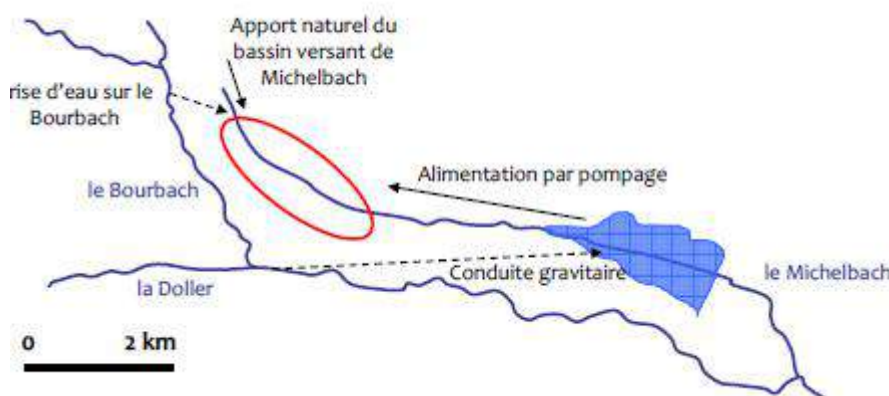 Apport naturel du
bassin versant de
Michelbach
rise d'eau sur le
Bourbach
Alimentation par pompage
le Bourbach
Conduite gravitaire
le Michelbach
la Doller
0 2 km